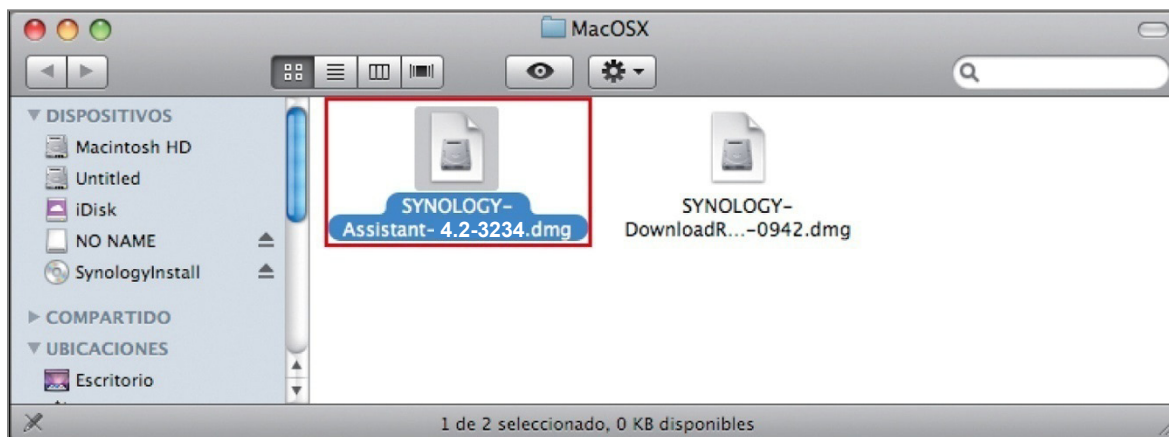 MacOSX
DISPOSITIVOS
Macintosh HD
Untitled
iDisk
NO NAME
SynologyInstall
COMPARTIDO
UBICACIONES
Escritorio
SYNOLOGY-
Assistant- 4.2-3234.dmg
SYNOLOGY-
DownloadR...-0942.dmg
1 de 2 seleccionado, 0 KB disponibles